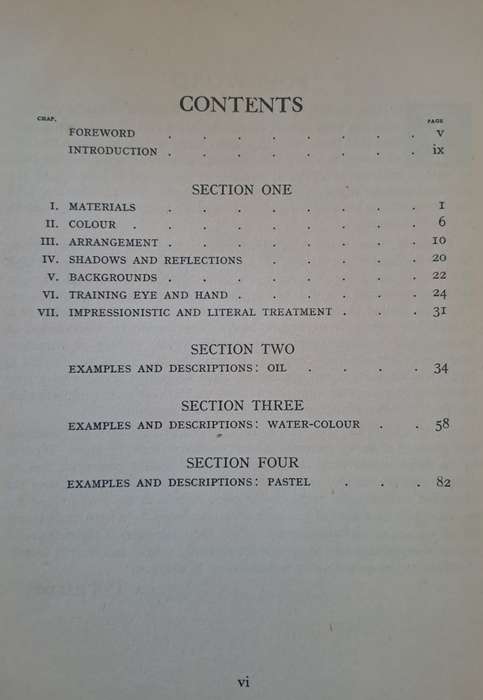 CONTENTS
CHAP. PAGE
FOREWORD . . . . . . . . v
INTRODUCTION . . . . . . . . ix
SECTION ONE
I. MATERIALS . . . . . . . 1
II. COLOUR . . . . . . . . 6
III. ARRANGEMENT . . . . . . . . 10
IV. SHADOWS AND REFLECTIONS . . . . . 20
V. BACKGROUNDS . . . . . . . . 22
VI. TRAINING EYE AND HAND . . . . . . 24
VII. IMPRESSIONISTIC AND LITERAL TREATMENT . . . 31
SECTION TWO
EXAMPLES AND DESCRIPTIONS: OIL . . . . 34
SECTION THREE
EXAMPLES AND DESCRIPTIONS: WATER-COLOUR . . 58
SECTION FOUR
EXAMPLES AND DESCRIPTIONS: PASTEL . . . 82
vi